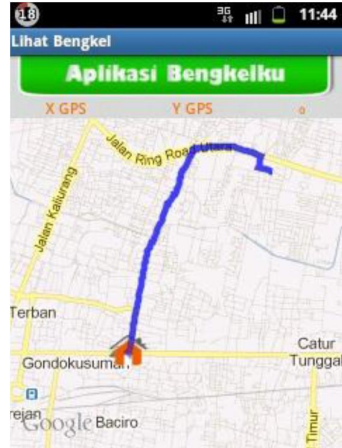 18
3G
11:44
Lihat Bengkel
Aplikasi Bengkelku
X GPS Y GPS o
Jalan Ring Road Utara
Jalan Kaliurang
Terban
Catur
Tunggal
Gondokusuman
rejan
Google
Baciro
Timur